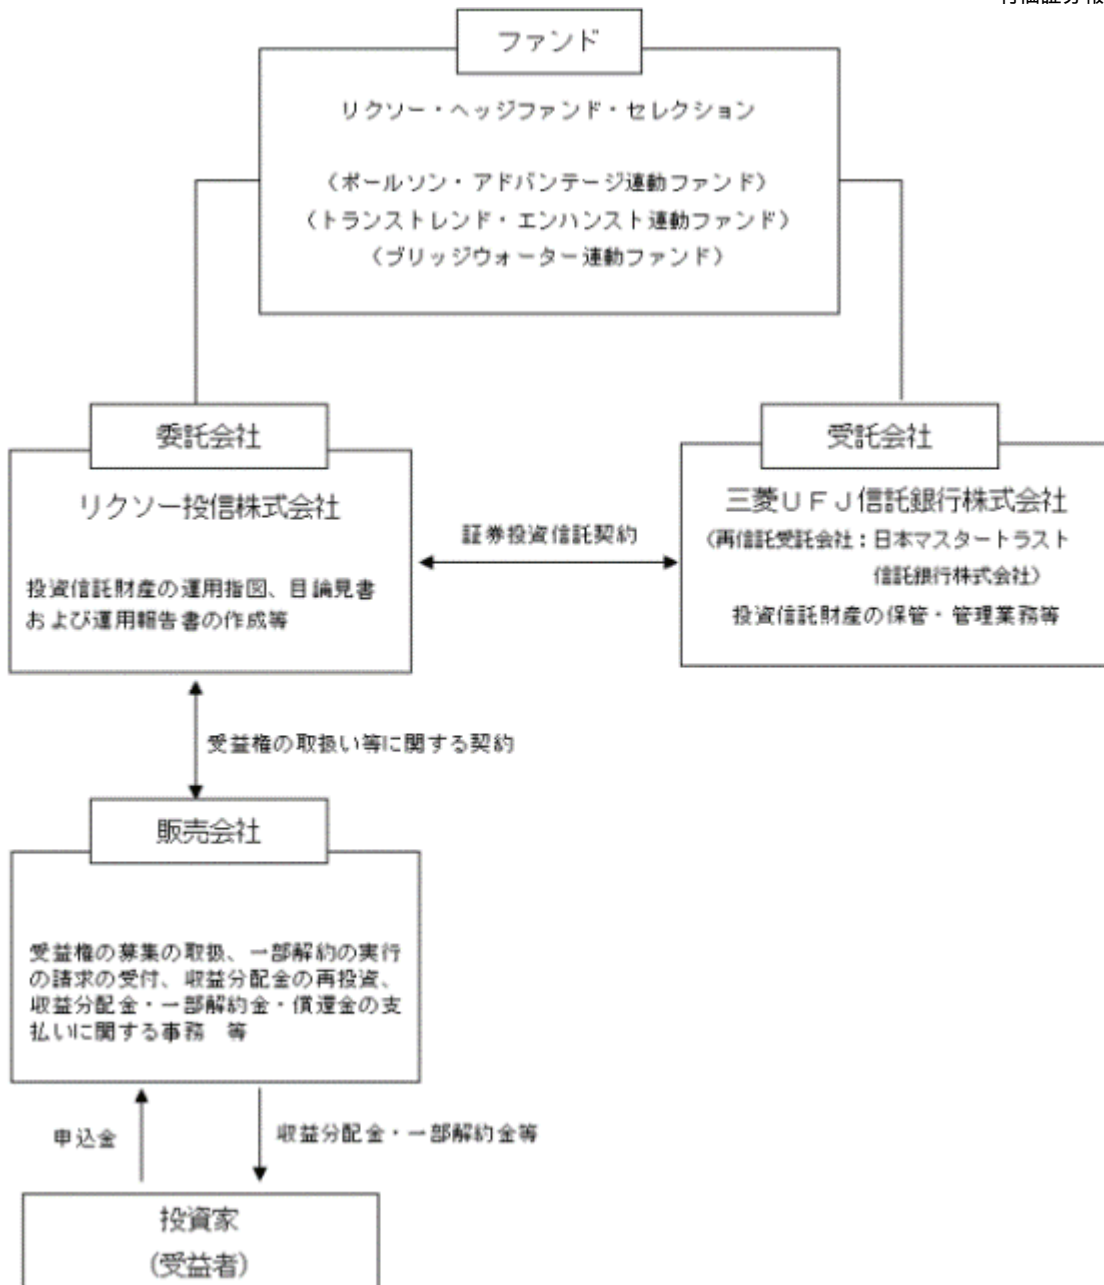 ファンド
リクソー・ヘッジファンド・セレクション
〈ポールソン・アドバンテージ連動ファンド〉
〈トランストレンド・エンハンスト連動ファンド〉
〈ブリッジウォーター連動ファンド〉
委託会社
リクソー投信株式会社
投資信託財産の運用指図、目論見書
および運用報告書の作成等
証券投資信託契約
受託会社
三菱UFJ信託銀行株式会社
〈再信託受託会社：日本マスタートラスト
信託銀行株式会社〉
投資信託財産の保管・管理業務等
受益権の取扱い等に関する契約
販売会社
受益権の募集の取扱、一部解約の実行
の請求の受付、収益分配金の再投資、
収益分配金・一部解約金・償還金の支
払いに関する事務　等
申込金
収益分配金・一部解約金等
投資家
(受益者)